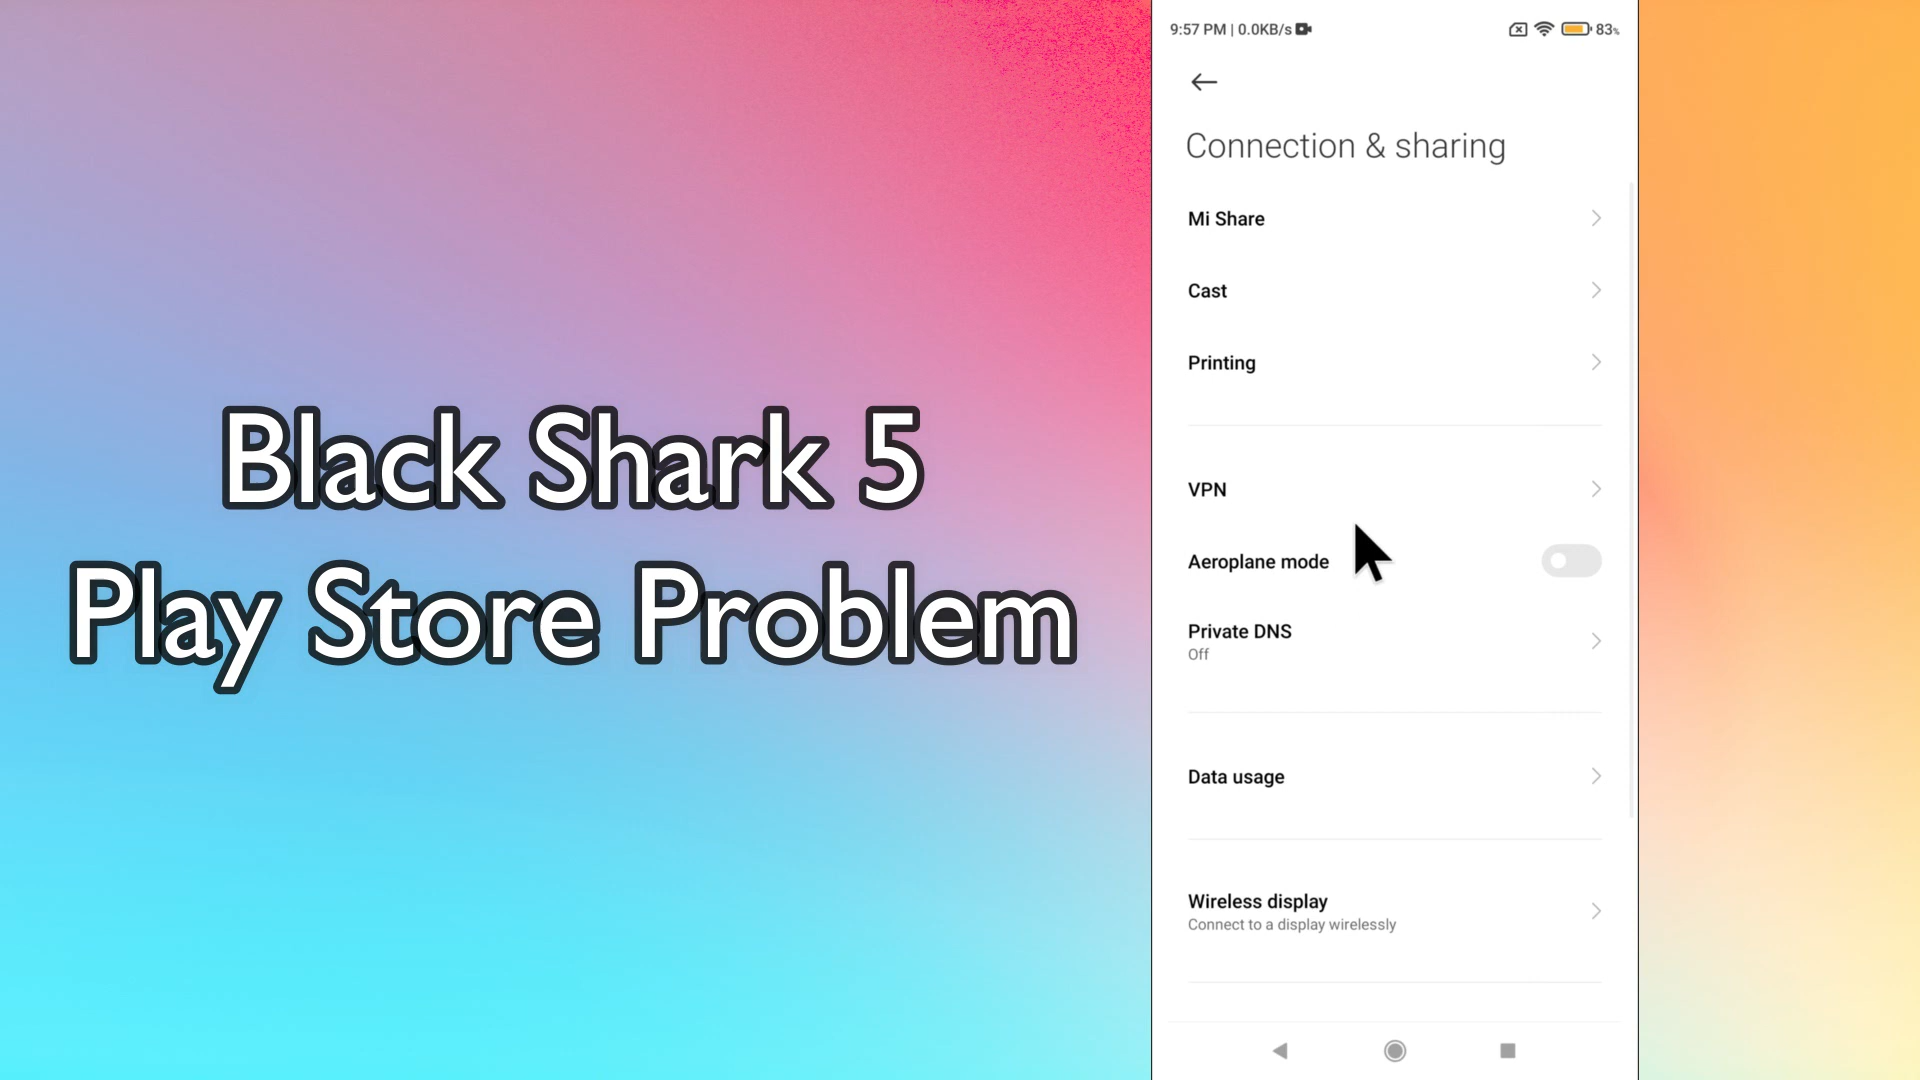 Black Shark 5
Play Store Problem
9:57 PM | 0.0KB/s
83%
Connection & sharing
Mi Share
Cast
Printing
VPN
Aeroplane mode
Private DNS
Off
Data usage
Wireless display
Connect to a display wirelessly